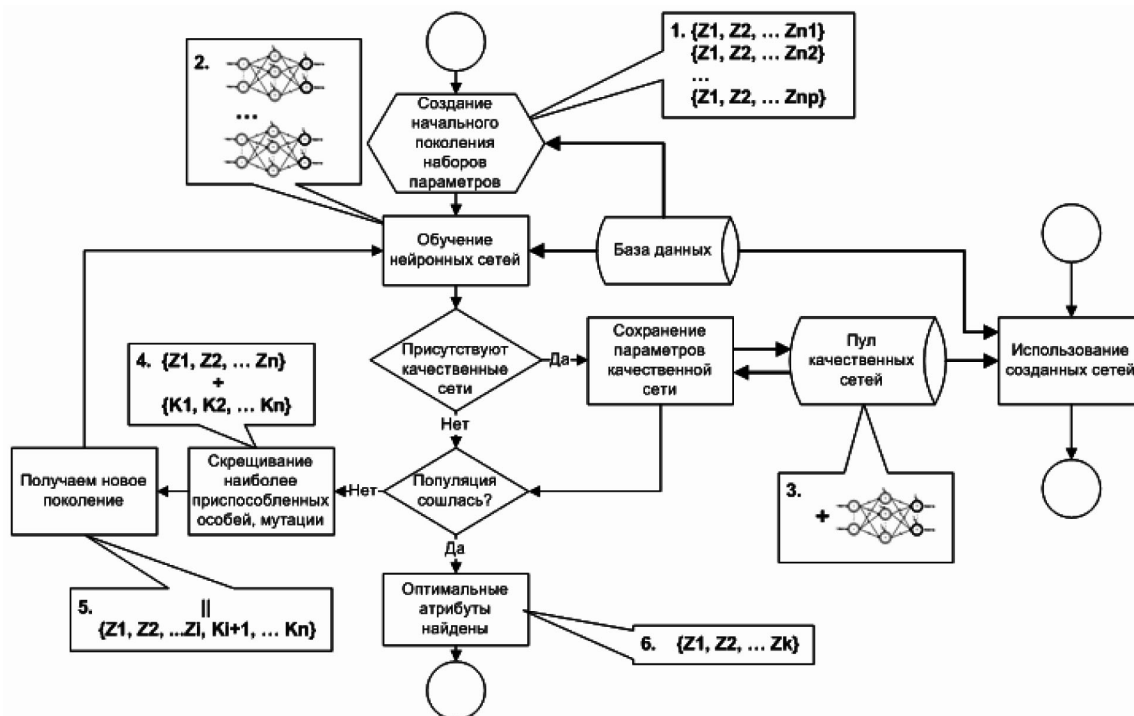 1. {Z1, Z2, ... Zn1}
{Z1, Z2, ... Zn2}
...
{Z1, Z2, ... Znp}
2.
...
Создание
начального
поколения
наборов
параметров
Обучение
нейронных сетей
База данных
Присутствуют
качественные
сети
Да
Сохранение
параметров
качественной
сети
Пул
качественных
сетей
Использование
созданных сетей
4. {Z1, Z2, ... Zn}
+
{K1, K2, ... Kn}
Нет
Получаем новое
поколение
Скрещивание
наиболее
приспособленных
особей, мутации
Нет
Популяция
сошлась?
3.
+
Да
5. ||
{Z1, Z2, ...Zi, Ki+1, ... Kn}
Оптимальные
атрибуты
найдены
6. {Z1, Z2, ... Zk}